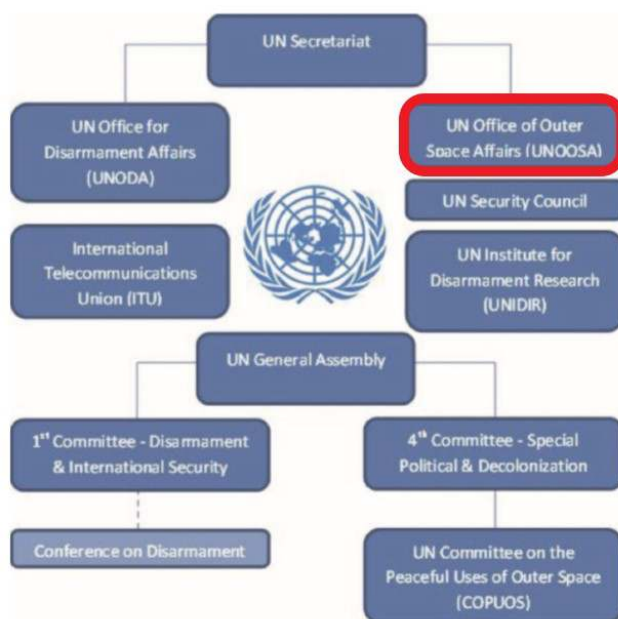 UN Secretariat
UN Office for
Disarmament Affairs
(UNODA)
UN Office of Outer
Space Affairs (UNOOSA)
UN Security Council
International
Telecommunications
Union (ITU)
UN Institute for
Disarmament Research
(UNIDIR)
UN General Assembly
1st Committee - Disarmament
& International Security
4th Committee - Special
Political & Decolonization
Conference on Disarmament
UN Committee on the
Peaceful Uses of Outer Space
(COPUOS)